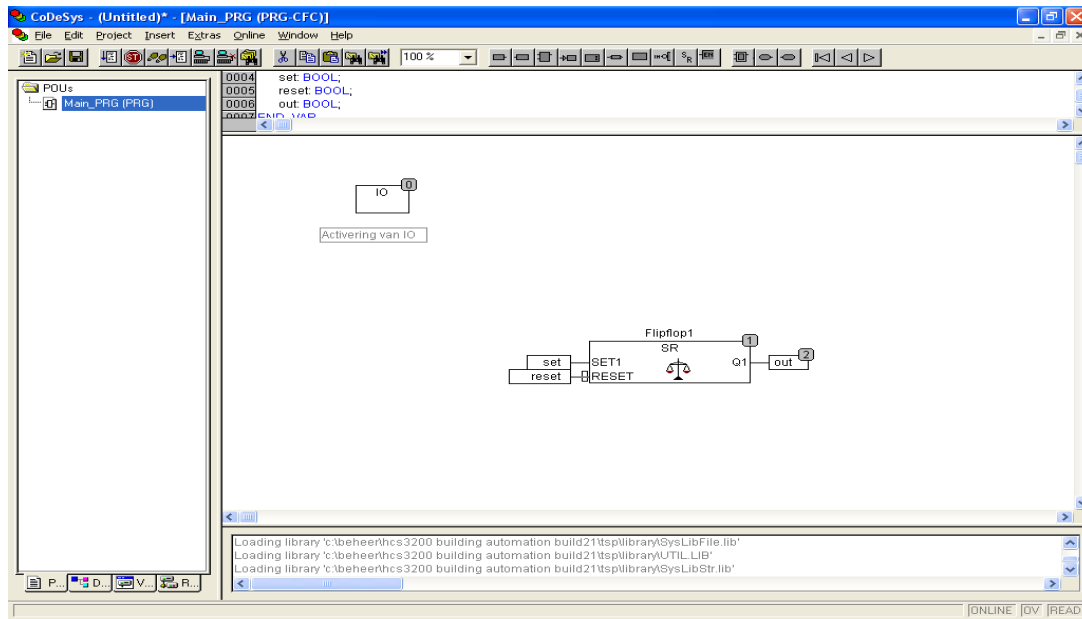 CoDeSys - (Untitled)* - [Main_PRG (PRG-CFC)]
File Edit Project Insert Extras Online Window Help
100 %
POUs
Main_PRG (PRG)
0004 set: BOOL;
0005 reset: BOOL;
0006 out: BOOL;
0007 END_VAR
IO 0
Activering van IO
Flipflop1
1
SR
set SET1 Q1 out 2
reset RESET
Loading library 'c:\beheer\hcs3200 building automation build21\tsp\library\SysLibFile.lib'
Loading library 'c:\beheer\hcs3200 building automation build21\tsp\library\UTIL.LIB'
Loading library 'c:\beheer\hcs3200 building automation build21\tsp\library\SysLibStr.lib'
P... D... V... R...
ONLINE OV READ